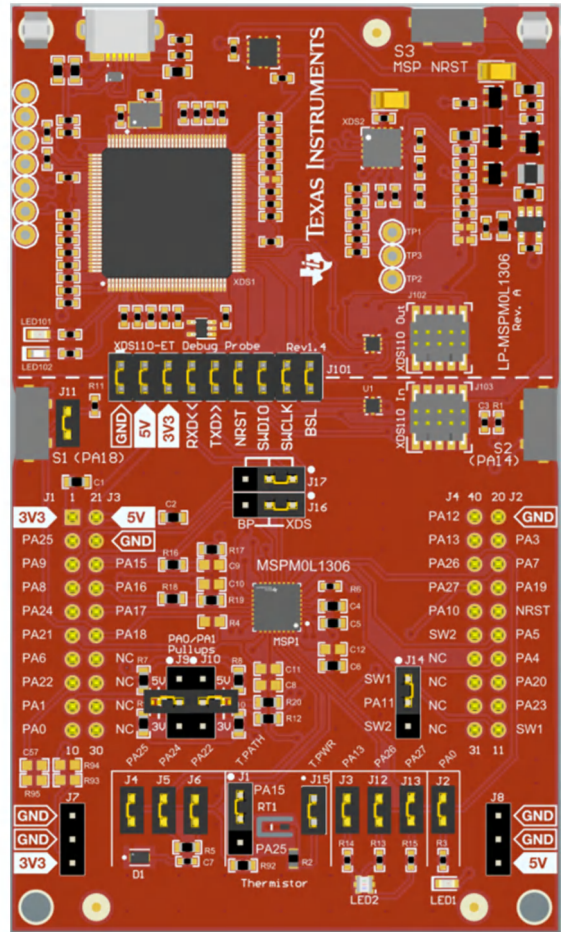 S3
MSP NRST
XDS2
TEXAS INSTRUMENTS
TP1
TP3
TP2
XDS1
LP-MSPM0L1306
Rev. A
LED101
LED102
J102
XDS110 Out
XDS110-ET Debug Probe Rev1.4
J101
J11
R11
GND
5V
3V3
RXD<<
TXD>>
NRST
SWDIO
SWCLK
BSL
U1
XDS110 In
J103
C3
R1
S1 (PA18)
S2
(PA14)
J17
J16
BP
XDS
J1
1
21
J3
C1
3V3
5V
C2
PA25
GND
PA9
PA15
PA8
PA16
PA24
PA17
PA21
PA18
PA6
NC
PA22
NC
PA1
NC
PA0
NC
10
30
R16
R18
R17
C9
C10
R19
R4
MSPM0L1306
MSP1
R6
C4
C5
C12
C6
PA0/PA1
Pullups
J9
J10
R7
R8
5V
5V
3V
3V
C11
C8
R20
R12
J4
40
20
J2
PA12
GND
PA13
PA3
PA26
PA7
PA27
PA19
PA10
NRST
SW2
PA5
NC
PA4
NC
PA20
NC
PA23
NC
SW1
31
11
J14
SW1
PA11
SW2
C57
R94
R93
R95
PA25
PA24
PA22
T.PATH
T.PWR
PA13
PA26
PA27
PA0
J7
GND
GND
3V3
J4
J5
J6
J1
PA15
RT1
PA25
J15
J3
J12
J13
J2
J8
GND
GND
5V
D1
R5
C7
R92
R2
Thermistor
R14
R13
R15
R3
LED2
LED1